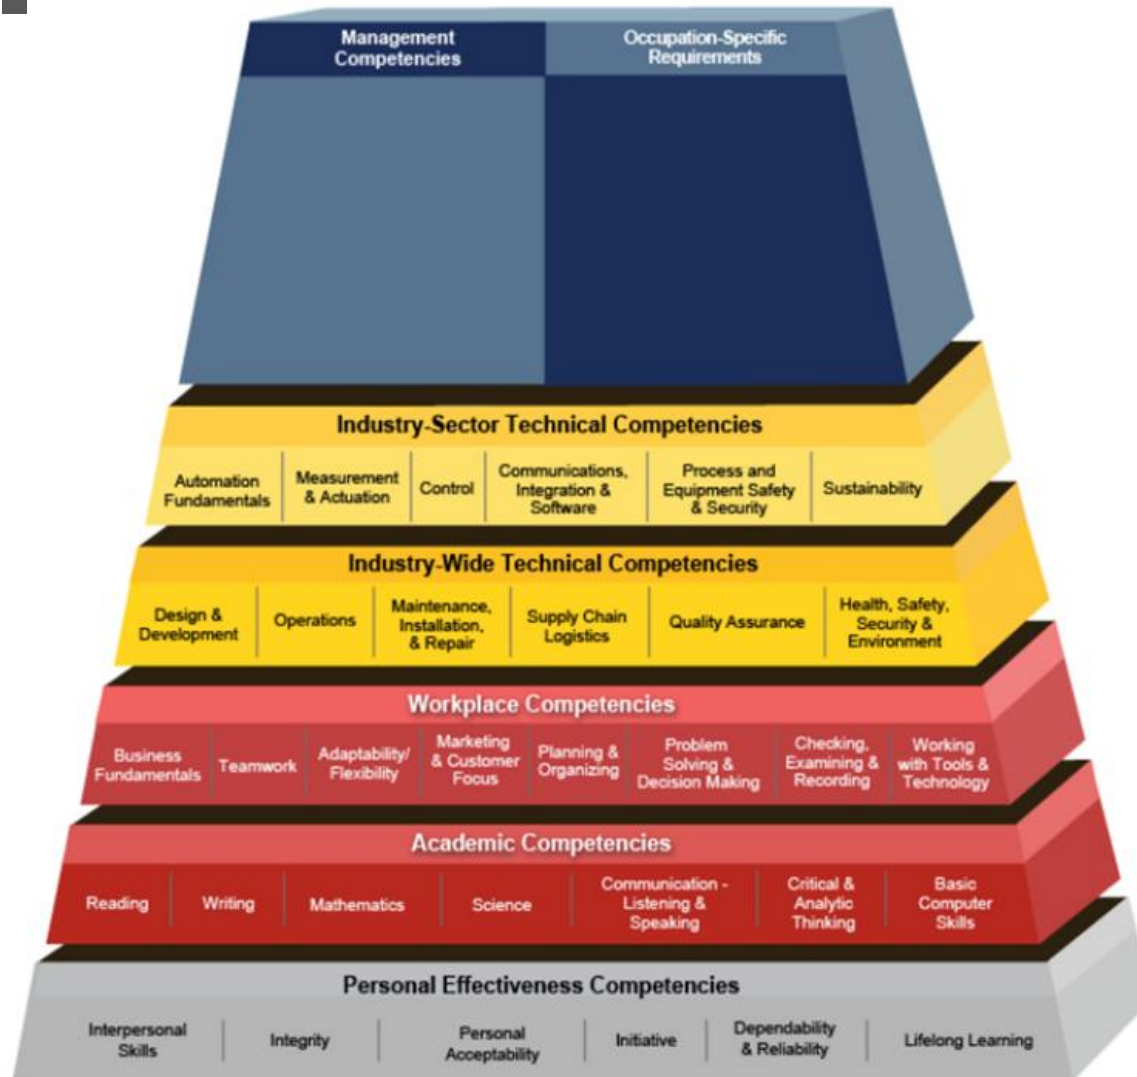 Management
Competencies
Occupation-Specific
Requirements
Industry-Sector Technical Competencies
Automation
Fundamentals
Measurement
& Actuation
Control
Communications,
Integration &
Software
Process and
Equipment Safety
& Security
Sustainability
Industry-Wide Technical Competencies
Design &
Development
Operations
Maintenance,
Installation,
& Repair
Supply Chain
Logistics
Quality Assurance
Health, Safety,
Security &
Environment
Workplace Competencies
Business
Fundamentals
Teamwork
Adaptability/
Flexibility
Marketing
& Customer
Focus
Planning &
Organizing
Problem
Solving &
Decision Making
Checking,
Examining &
Recording
Working
with Tools &
Technology
Academic Competencies
Reading
Writing
Mathematics
Science
Communication -
Listening &
Speaking
Critical &
Analytic
Thinking
Basic
Computer
Skills
Personal Effectiveness Competencies
Interpersonal
Skills
Integrity
Personal
Acceptability
Initiative
Dependability
& Reliability
Lifelong Learning